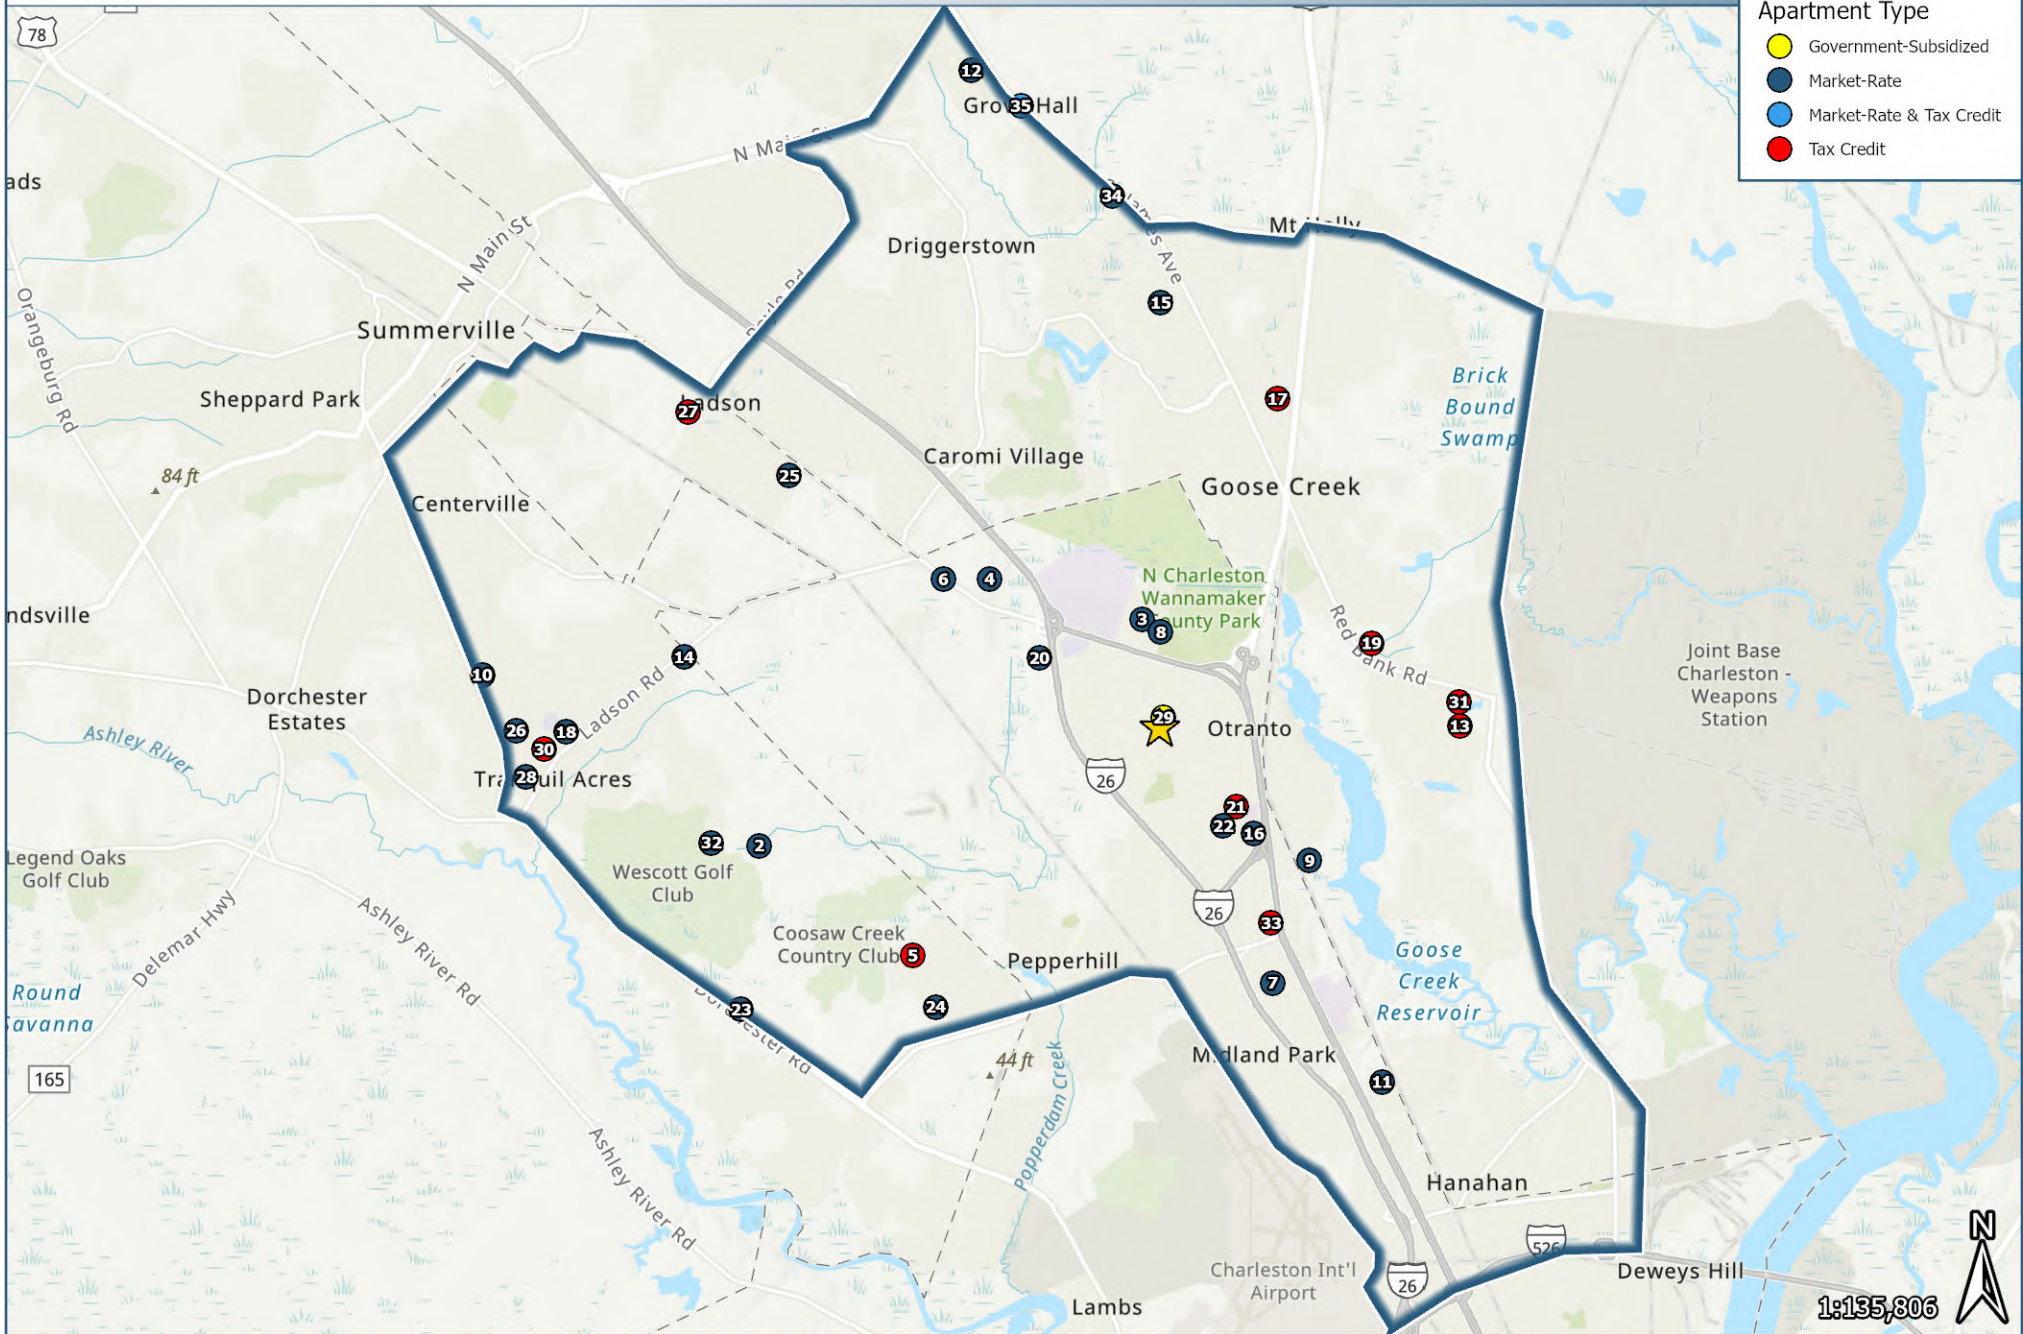 Apartment Type
Government-Subsidized
Market-Rate
Market-Rate & Tax Credit
Tax Credit
78
12
35
Grove Hall
N Main St
34
Mt Holly
Driggerstown
15
N Main St
Orangeburg Rd
Summerville
Sheppard Park
27
Ladson
17
Brick
Bound
Swamp
84 ft
25
Caromi Village
Goose Creek
Centerville
6
4
N Charleston
Wannamaker
County Park
3
8
ndsville
14
20
19
Red Bank Rd
Joint Base
Charleston -
Weapons
Station
10
Dorchester
Estates
Ladson Rd
31
13
26
18
30
29
Otranto
Ashley River
28
Tranquil Acres
26
21
22
16
32
2
9
Legend Oaks
Golf Club
Wescott Golf
Club
26
Delemar Hwy
Ashley River Rd
33
Coosaw Creek
Country Club
5
Pepperhill
Goose
Creek
Reservoir
7
Round
Savanna
23
24
Dorchester Rd
44 ft
Midland Park
165
11
Popperdam Creek
Ashley River Rd
Hanahan
526
Charleston Int'l
Airport
26
Deweys Hill
Lambs
N
1:135,806